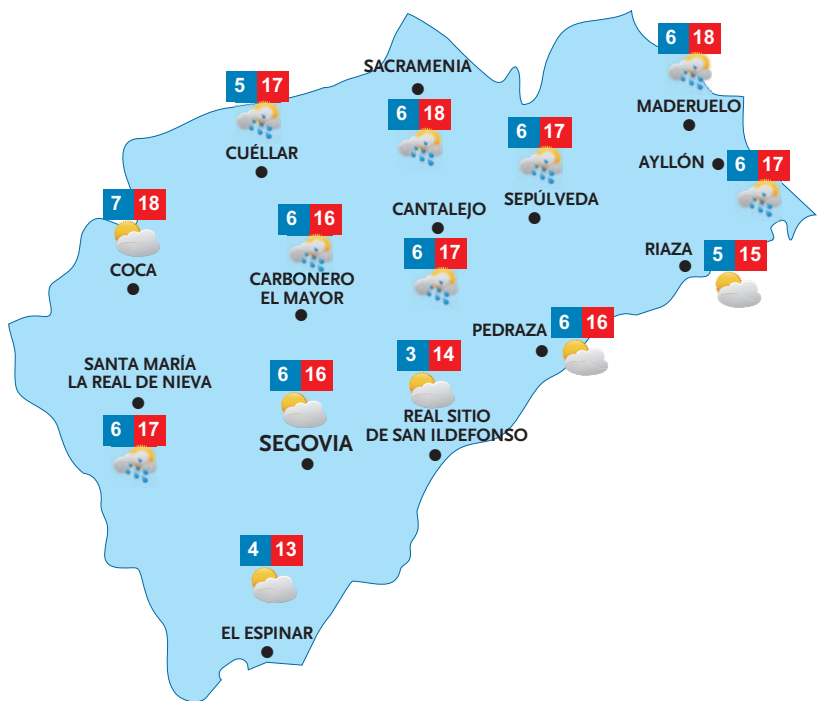 6 18
MADERUELO
SACRAMENIA
6 18
5 17
CUÉLLAR
6 17
SEPÚLVEDA
AYLLÓN
6 17
7 18
COCA
6 16
CARBONERO
EL MAYOR
CANTALEJO
6 17
RIAZA
5 15
PEDRAZA
6 16
SANTA MARÍA
LA REAL DE NIEVA
6 17
6 16
SEGOVIA
3 14
REAL SITIO
DE SAN ILDEFONSO
4 13
EL ESPINAR